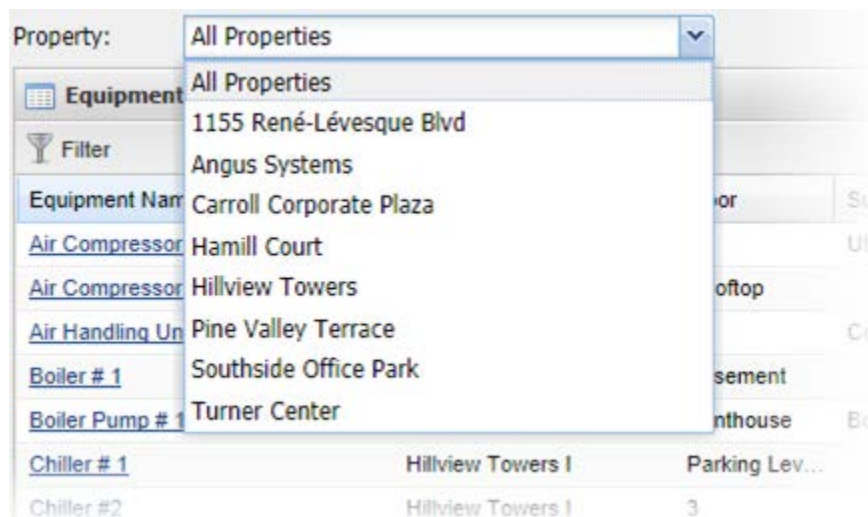 Property: All Properties
All Properties
1155 René-Lévesque Blvd
Angus Systems
Carroll Corporate Plaza
Hamill Court
Hillview Towers
Pine Valley Terrace
Southside Office Park
Turner Center
Equipment
Filter
Equipment Nam or Su
Air Compressor
Air Compressor oftop
Air Handling Un
Boiler # 1 sement
Boiler Pump # 1 nthouse
Chiller # 1 Hillview Towers I Parking Lev...
Chiller #2 Hillview Towers I 3